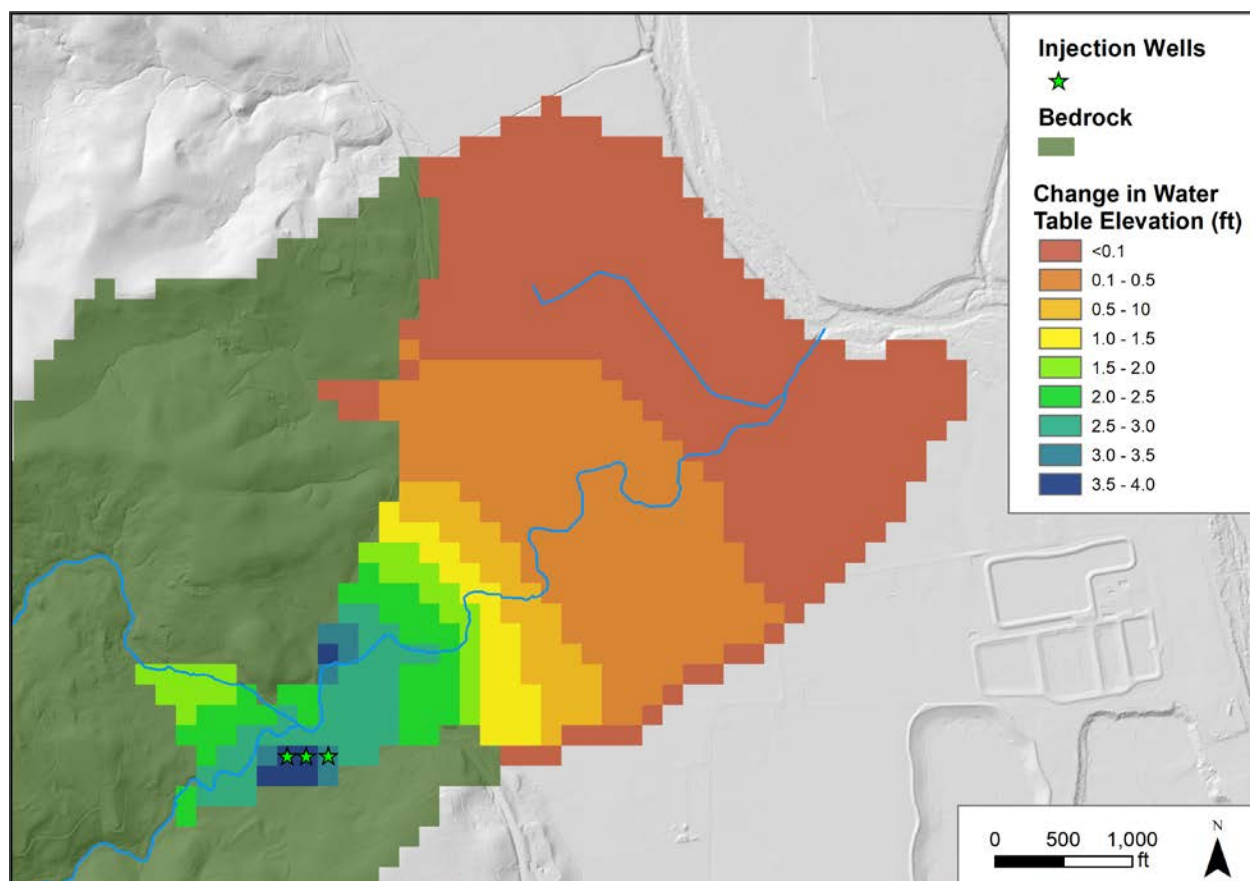 Injection Wells
Bedrock
Change in Water
Table Elevation (ft)
<0.1
0.1 - 0.5
0.5 - 10
1.0 - 1.5
1.5 - 2.0
2.0 - 2.5
2.5 - 3.0
3.0 - 3.5
3.5 - 4.0
N
0 500 1,000
ft